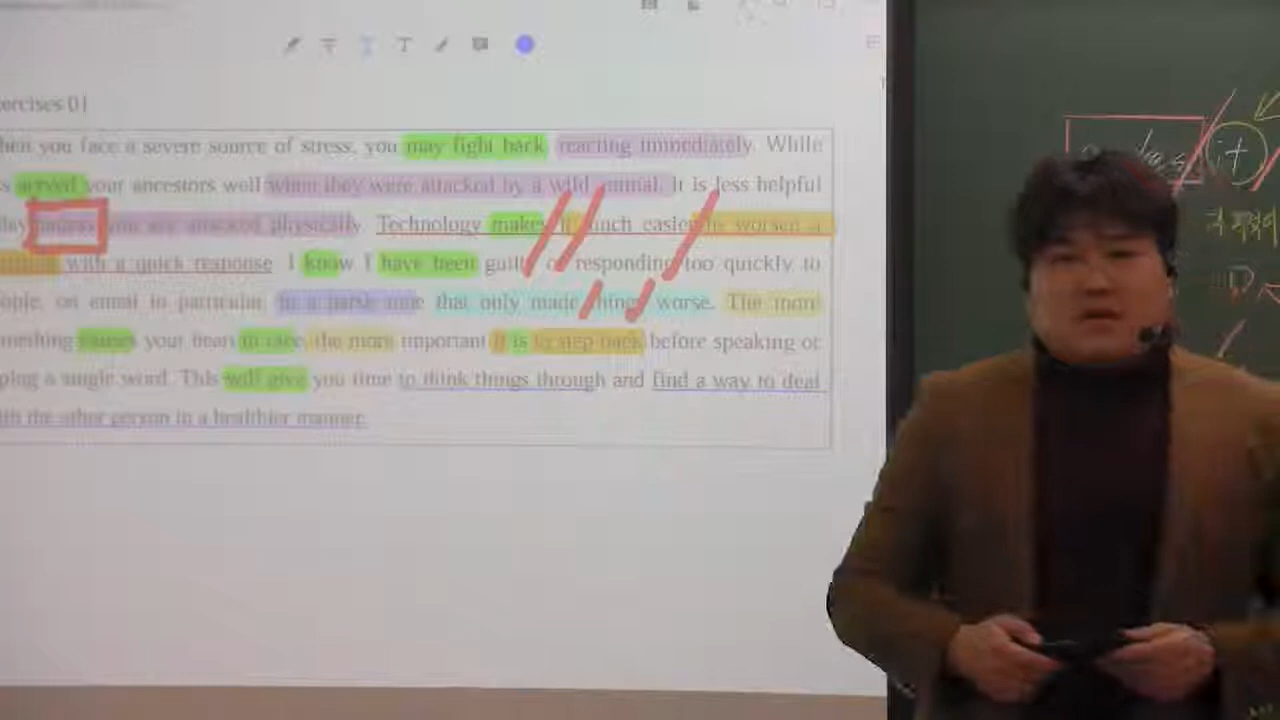 ercises 01
hen you face a severe source of stress, you may fight back reacting immediately. While
s served your ancestors well when they were attacked by a wild animal, it is less helpful
day unless you are attacked physically. Technology makes it much easier to worsen a
with a quick response. I know I have been guilty of responding too quickly to
ople, on email in particular, in a harsh tone that only made things worse. The more
mething causes your heart to race, the more important it is to step back before speaking or
ping a single word. This will give you time to think things through and find a way to deal
th the other person in a healthier manner.
it